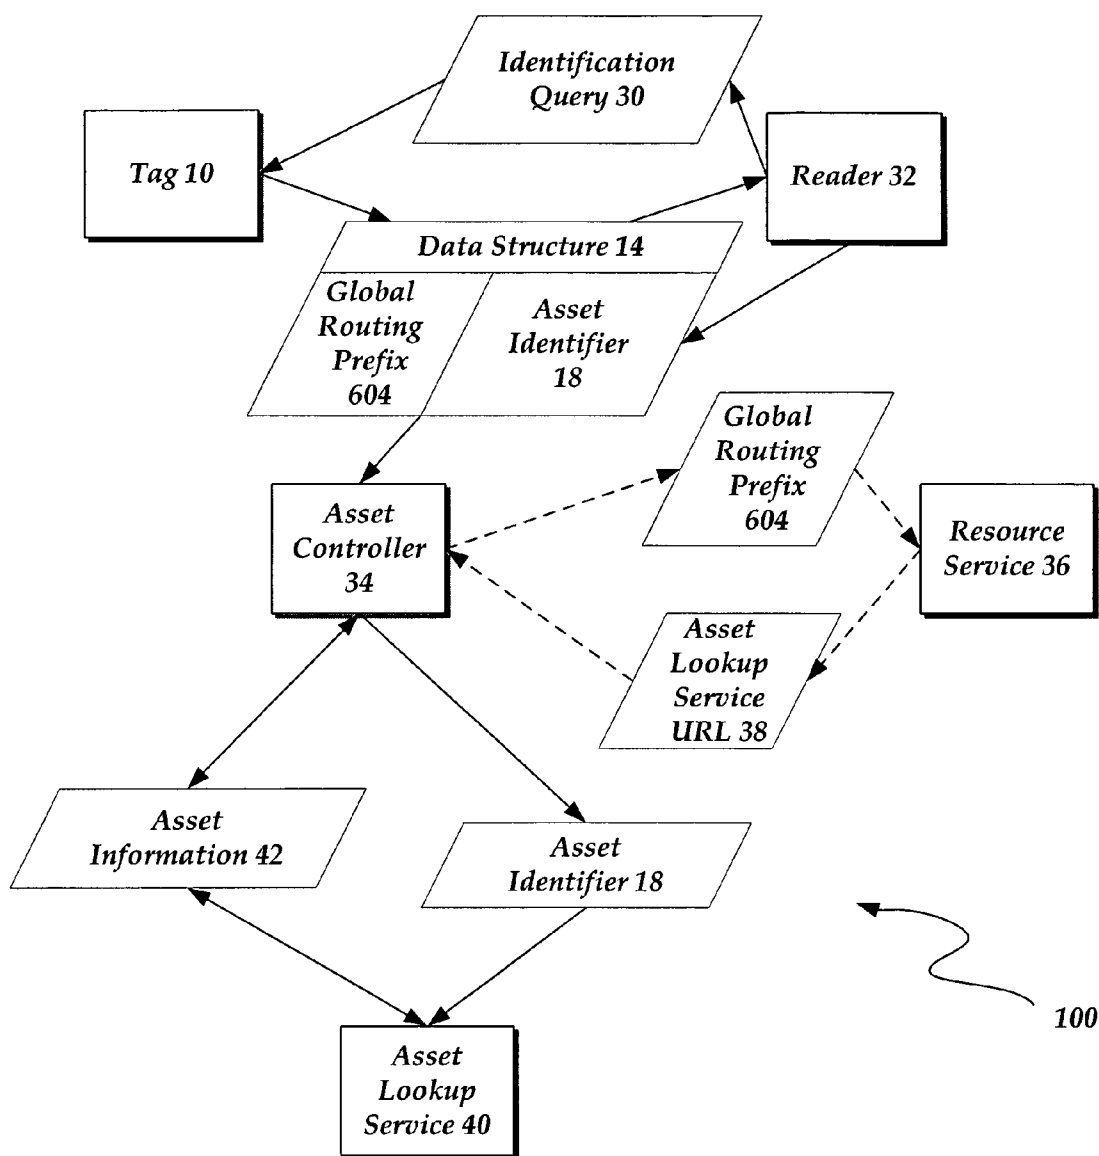 Identification
Query 30
Tag 10
Reader 32
Data Structure 14
Global
Routing
Prefix
604
Asset
Identifier
18
Global
Routing
Prefix
604
Asset
Controller
34
Resource
Service 36
Asset
Lookup
Service
URL 38
Asset
Information 42
Asset
Identifier 18
100
Asset
Lookup
Service 40